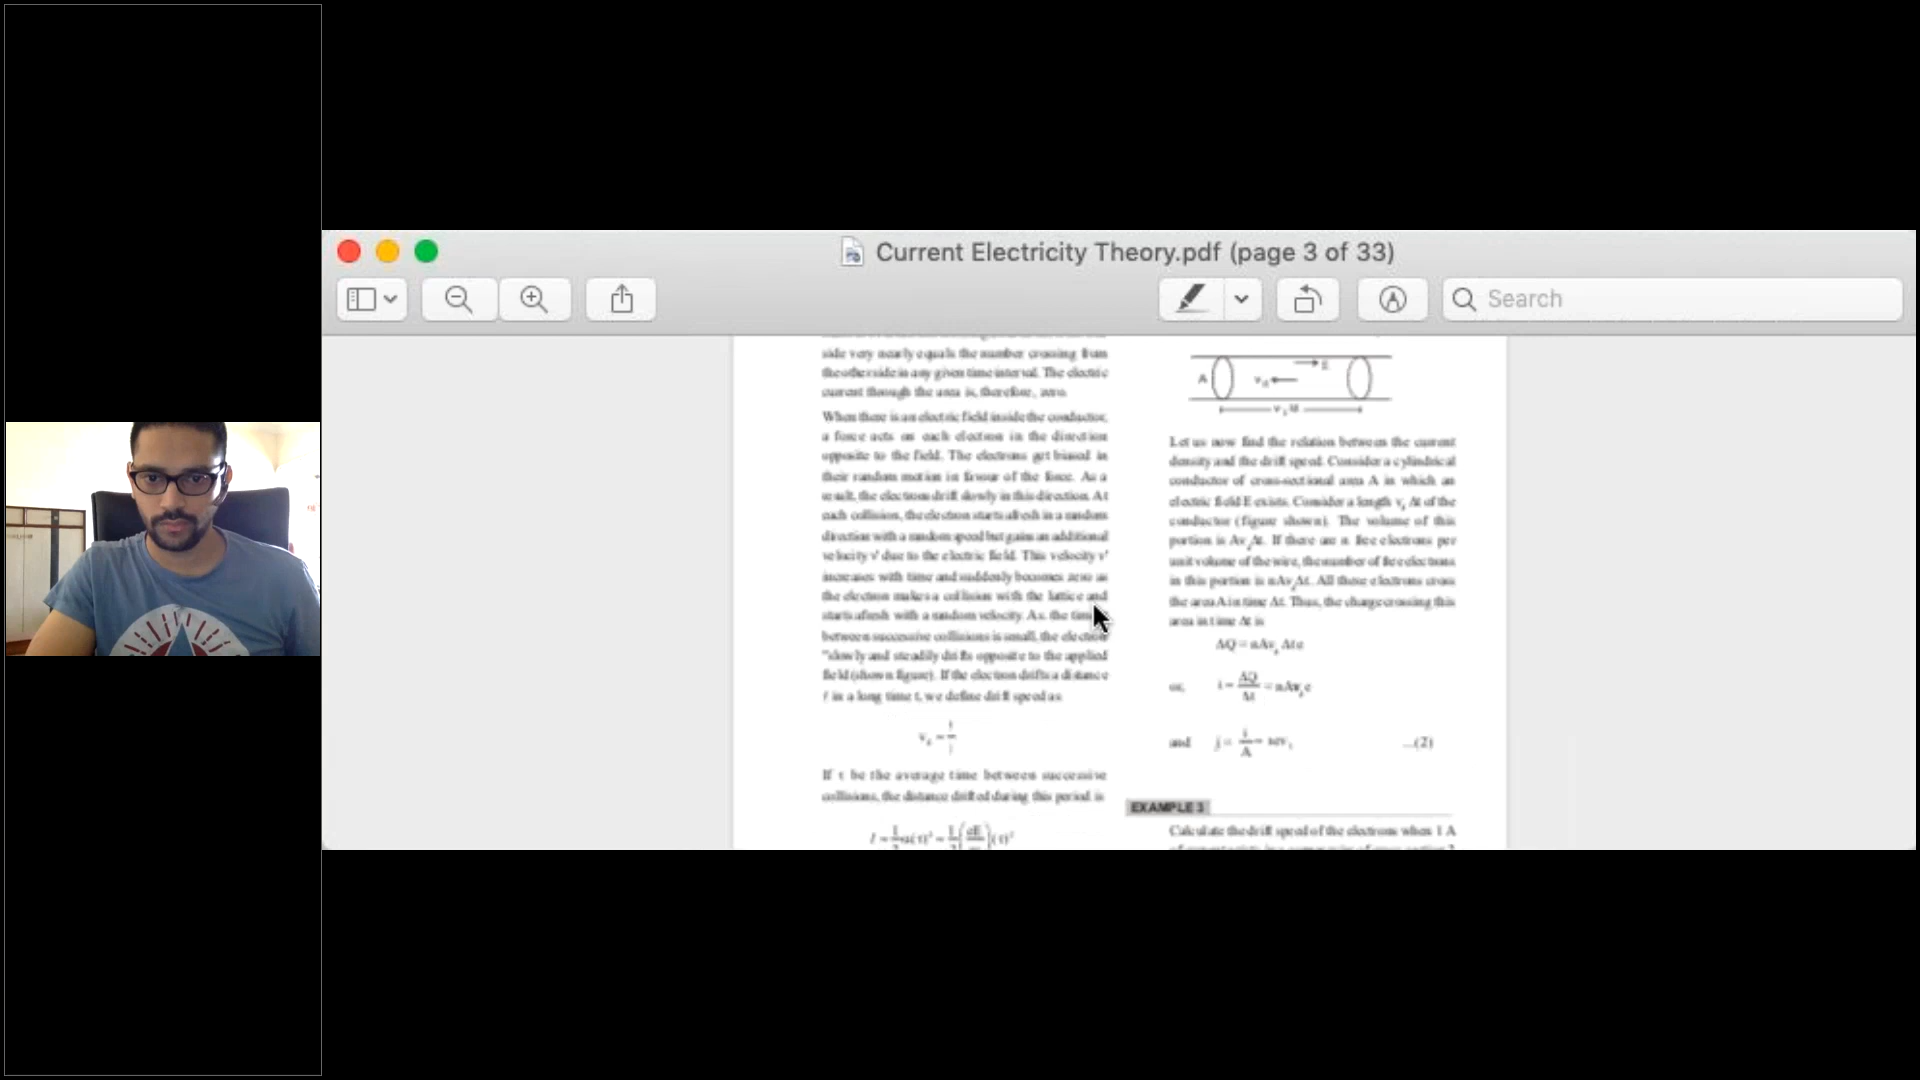 Current Electricity Theory.pdf (page 3 of 33)
Search
side very nearly equals the number crossing from
the other side in any given time interval. The electric
current through the area is, therefore, zero.
When there is an electric field inside the conductor,
a force acts on each electron in the direction
opposite to the field. The electrons get biased in
their random motion in favour of the force. As a
result, the electrons drift slowly in this direction. At
each collision, the electron starts afresh in a random
direction with a random speed but gains an additional
velocity v' due to the electric field. This velocity v'
increases with time and suddenly becomes zero as
the electron makes a collision with the lattice and
starts afresh with a random velocity. As. the time
between successive collisions is small, the electron
"slowly and steadily drifts opposite to the applied
field (shown figure). If the electron drifts a distance
ℓ in a long time t, we define drift speed as
If τ be the average time between successive
collisions, the distance drifted during this period is
A
E
Let us now find the relation between the current
density and the drift speed. Consider a cylindrical
conductor of cross-sectional area A in which an
electric field E exists. Consider a length v_d Δt of the
conductor (figure shown). The volume of this
portion is Av_dΔt. If there are n free electrons per
unit volume of the wire, the number of free electrons
in this portion is nAv_dΔt. All these electrons cross
the area A in time Δt. Thus, the charge crossing this
area in time Δt is
ΔQ = nAv_d Δte
or, i = ΔQ/Δt = nAv_d e
and j = i/A = nev_d ...(2)
EXAMPLE 3
Calculate the drift speed of the electrons when 1 A